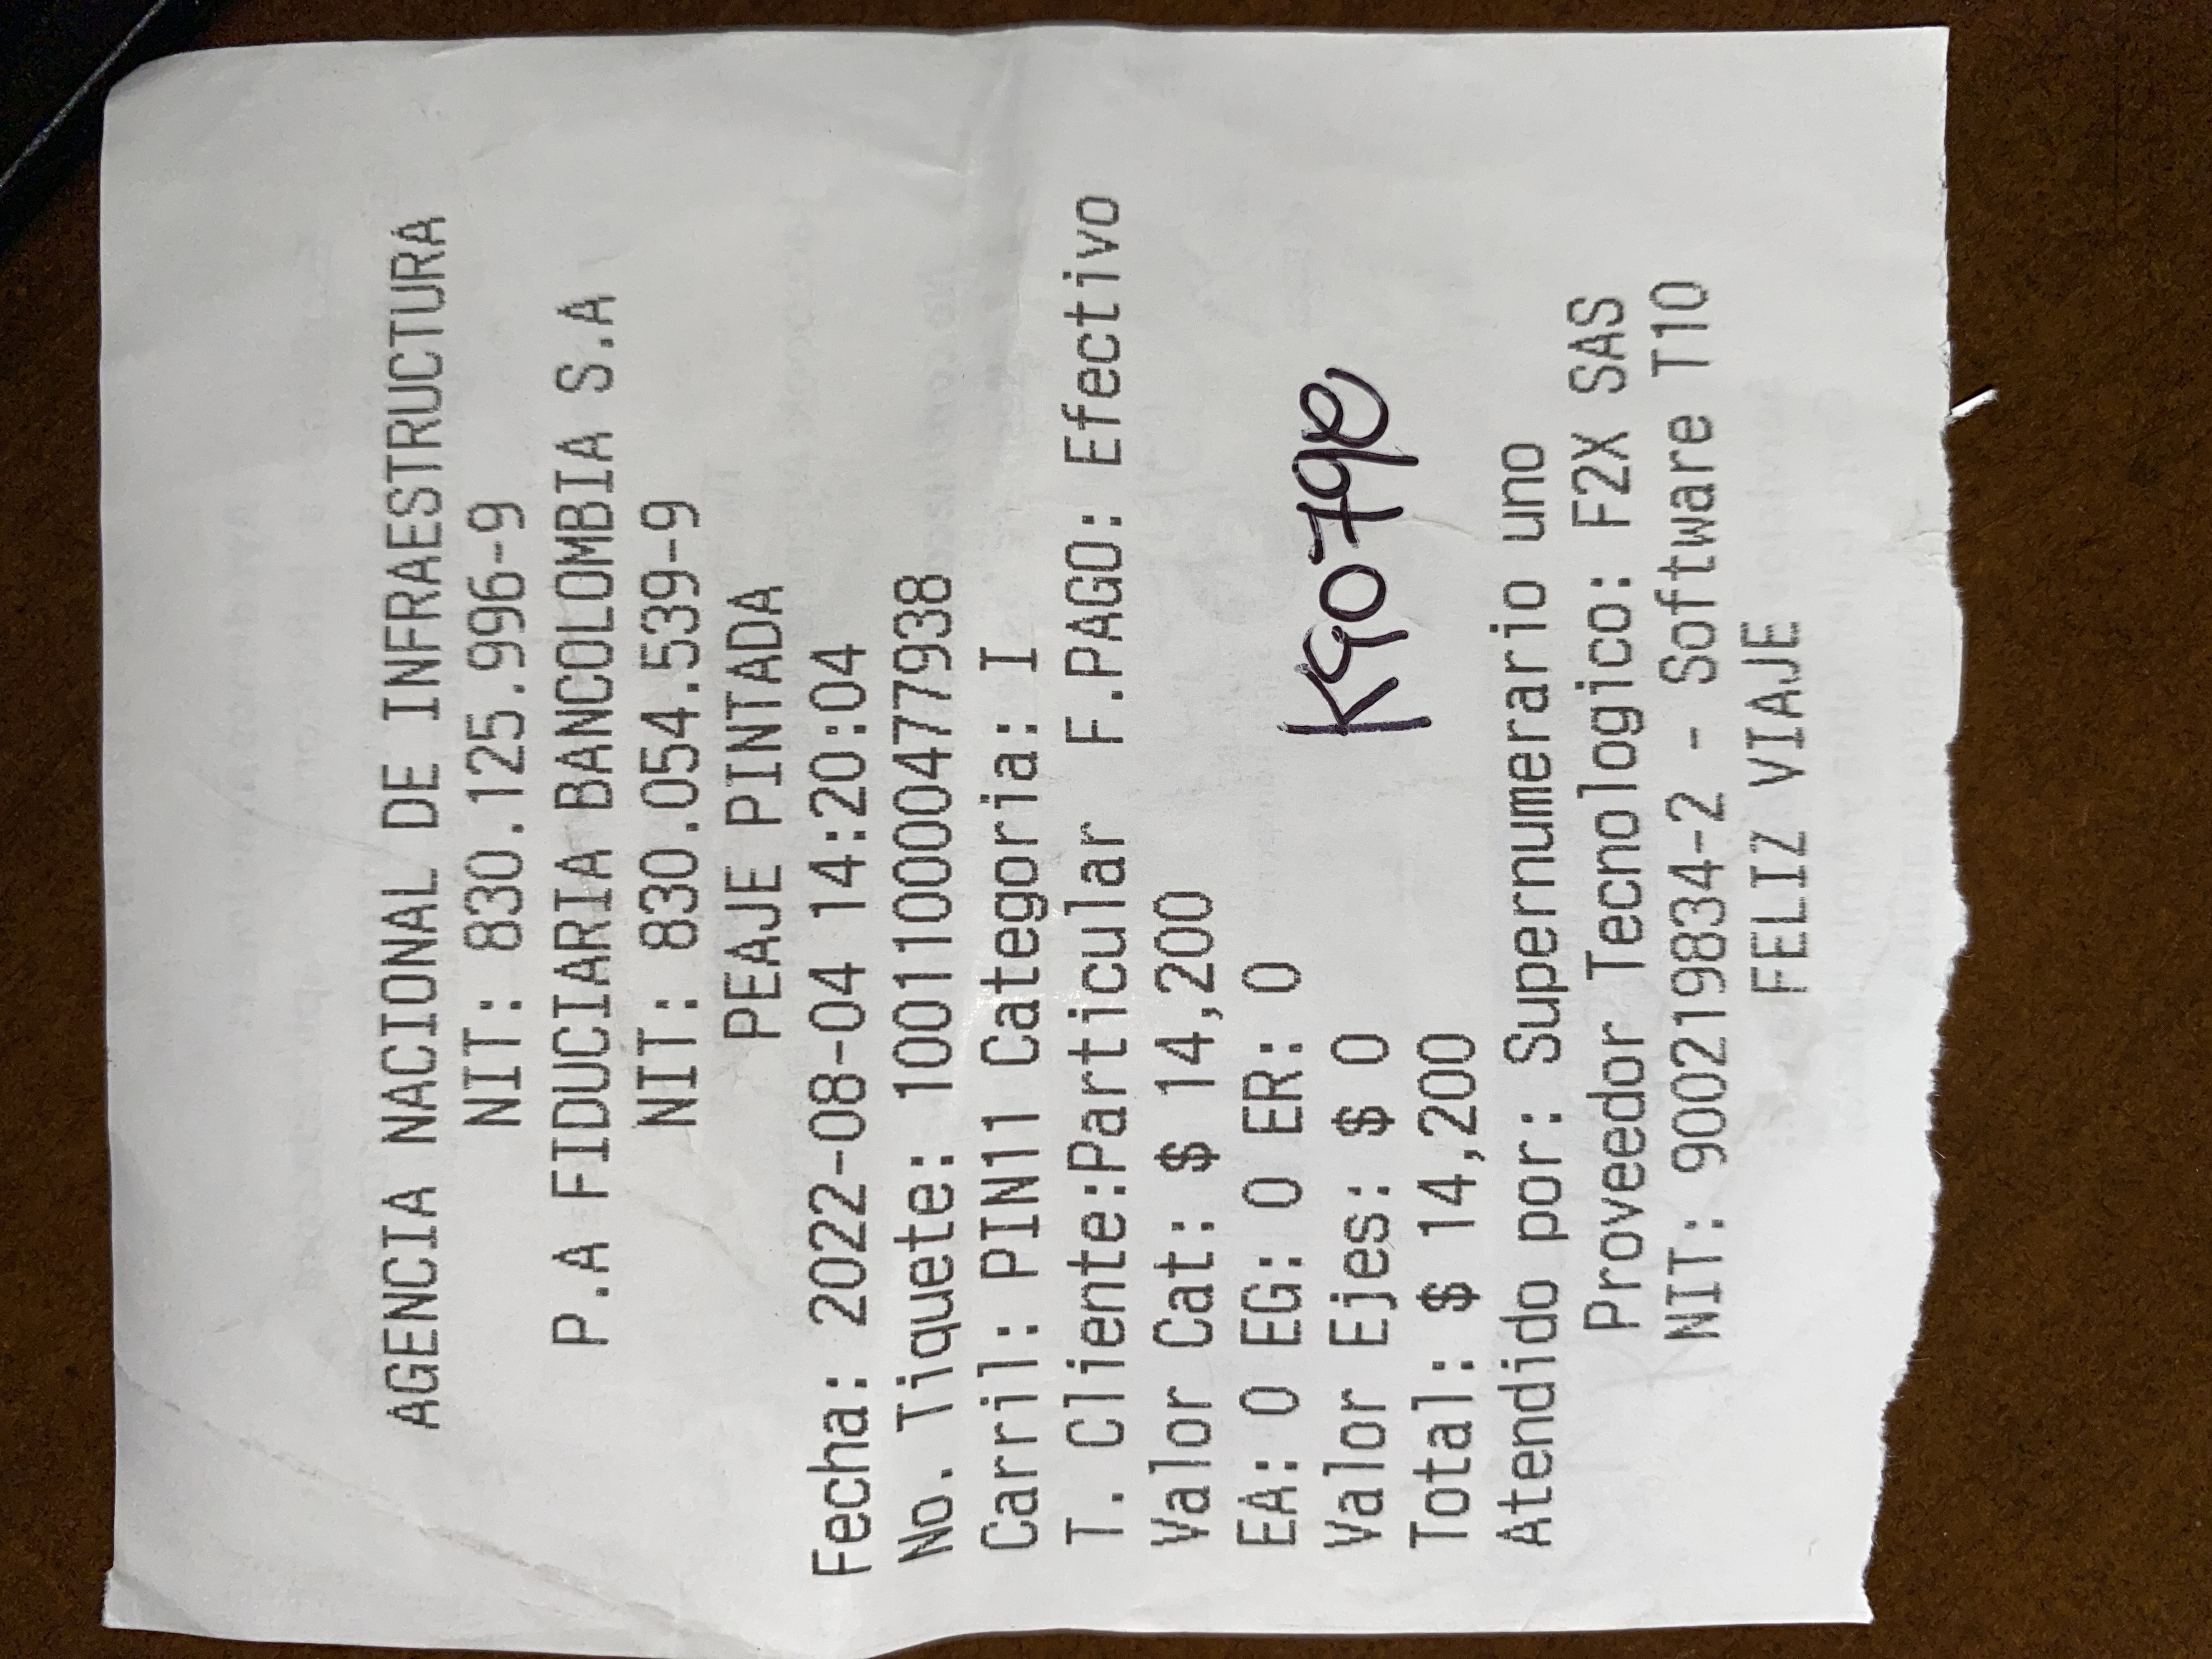 AGENCIA NACIONAL DE INFRAESTRUCTURA
NIT: 830.125.996-9
P.A FIDUCIARIA BANCOLOMBIA S.A
NIT: 830.054.539-9
PEAJE PINTADA
Fecha: 2022-08-04 14:20:04
No. Tiquete: 100110000477938
Carril: PIN11 Categoria: I
T. Cliente:Particular F.PAGO: Efectivo
Valor Cat: $ 14,200
EA: 0 EG: 0 ER: 0
Valor Ejes: $ 0
Total: $ 14,200
Atendido por: Supernumerario uno
Proveedor Tecnologico: F2X SAS
NIT: 900219834-2 - Software T10
FELIZ VIAJE